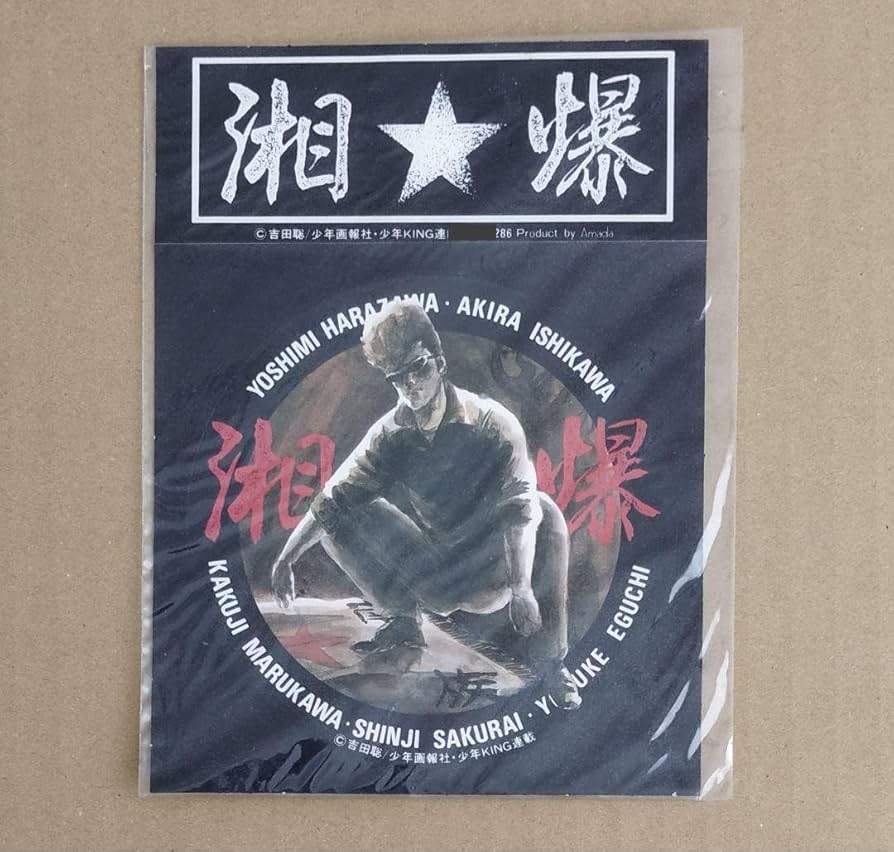 湘★爆
©吉田聡/少年画報社・少年KING連 286 Product by Amada
YOSHIMI HARAZAWA・AKIRA ISHIKAWA
湘 爆
族
KAKUJI MARUKAWA・SHINJI SAKURAI・YOUKE EGUCHI
©吉田聡/少年画報社・少年KING連載